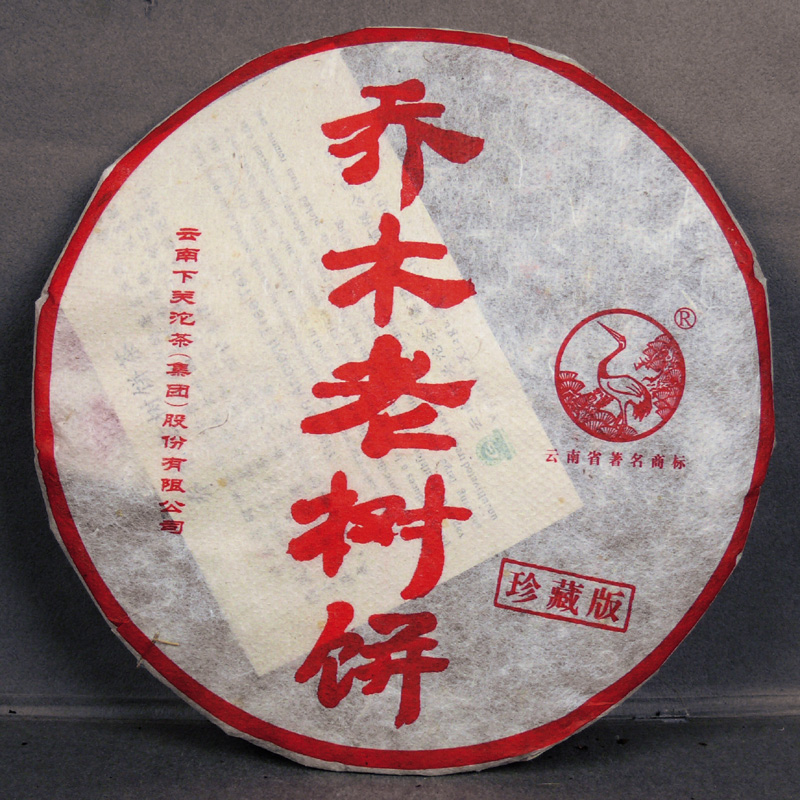 乔木老树饼
云南下关沱茶(集团)股份有限公司
®
云南省著名商标
珍藏版